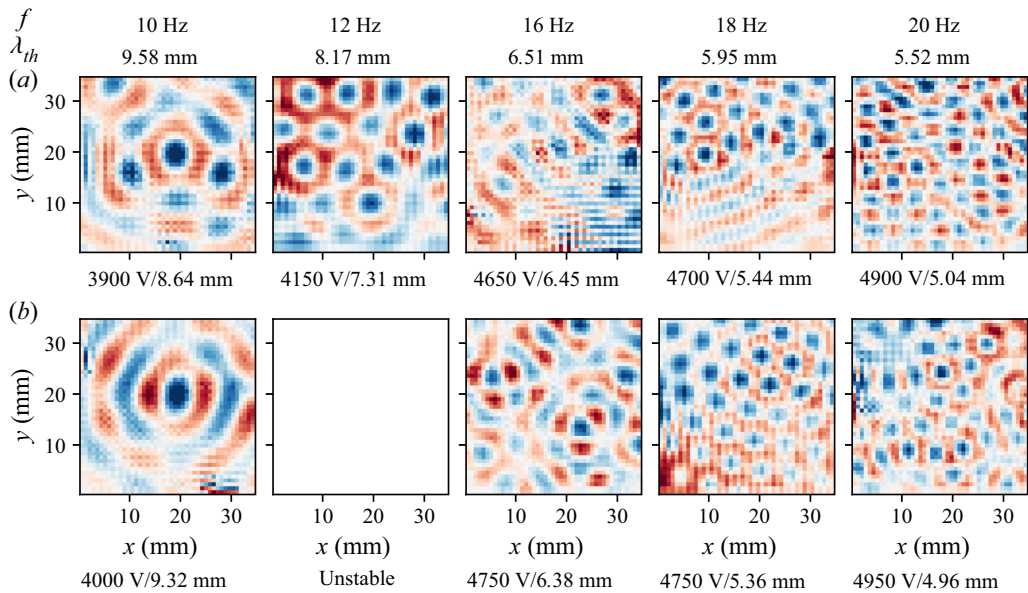 f 10 Hz 12 Hz 16 Hz 18 Hz 20 Hz
λth 9.58 mm 8.17 mm 6.51 mm 5.95 mm 5.52 mm
(a)
y (mm)
30
20
10
3900 V/8.64 mm 4150 V/7.31 mm 4650 V/6.45 mm 4700 V/5.44 mm 4900 V/5.04 mm
(b)
y (mm)
30
20
10
10 20 30 10 20 30 10 20 30 10 20 30 10 20 30
x (mm) x (mm) x (mm) x (mm) x (mm)
4000 V/9.32 mm Unstable 4750 V/6.38 mm 4750 V/5.36 mm 4950 V/4.96 mm